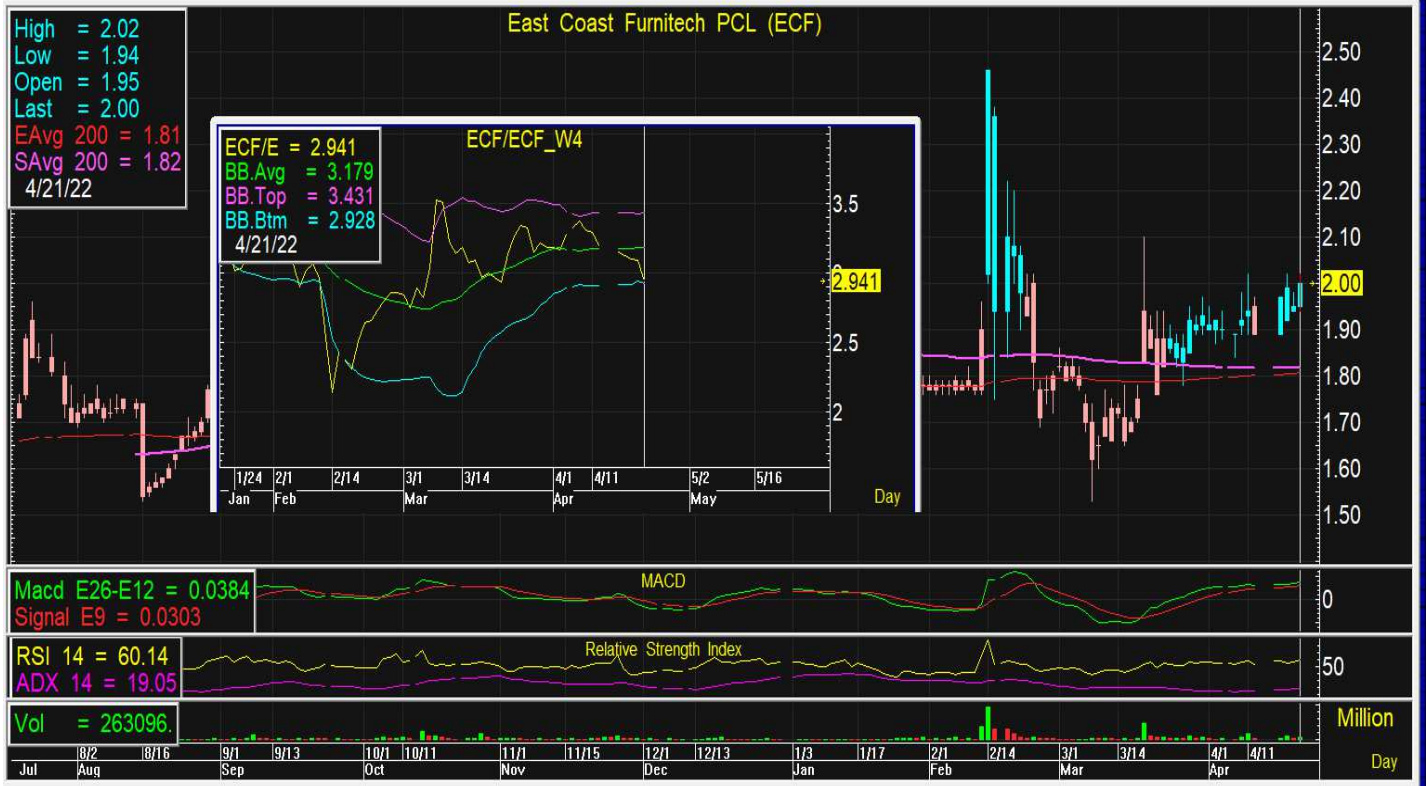 East Coast Furnitech PCL (ECF)
High = 2.02
Low = 1.94
Open = 1.95
Last = 2.00
EAvg 200 = 1.81
SAvg 200 = 1.82
4/21/22
2.50
2.40
2.30
2.20
2.10
2.00
1.90
1.80
1.70
1.60
1.50
ECF/ECF_W4
ECF/E = 2.941
BB.Avg = 3.179
BB.Top = 3.431
BB.Btm = 2.928
4/21/22
3.5
2.941
2.5
2
1/24 2/1 2/14 3/1 3/14 4/1 4/11 5/2 5/16
Jan Feb Mar Apr May
Day
MACD
Macd E26-E12 = 0.0384
Signal E9 = 0.0303
0
Relative Strength Index
RSI 14 = 60.14
ADX 14 = 19.05
50
Vol = 263096.
Million
8/2 8/16 9/1 9/13 10/1 10/11 11/1 11/15 12/1 12/13 1/3 1/17 2/1 2/14 3/1 3/14 4/1 4/11
Jul Aug Sep Oct Nov Dec Jan Feb Mar Apr
Day